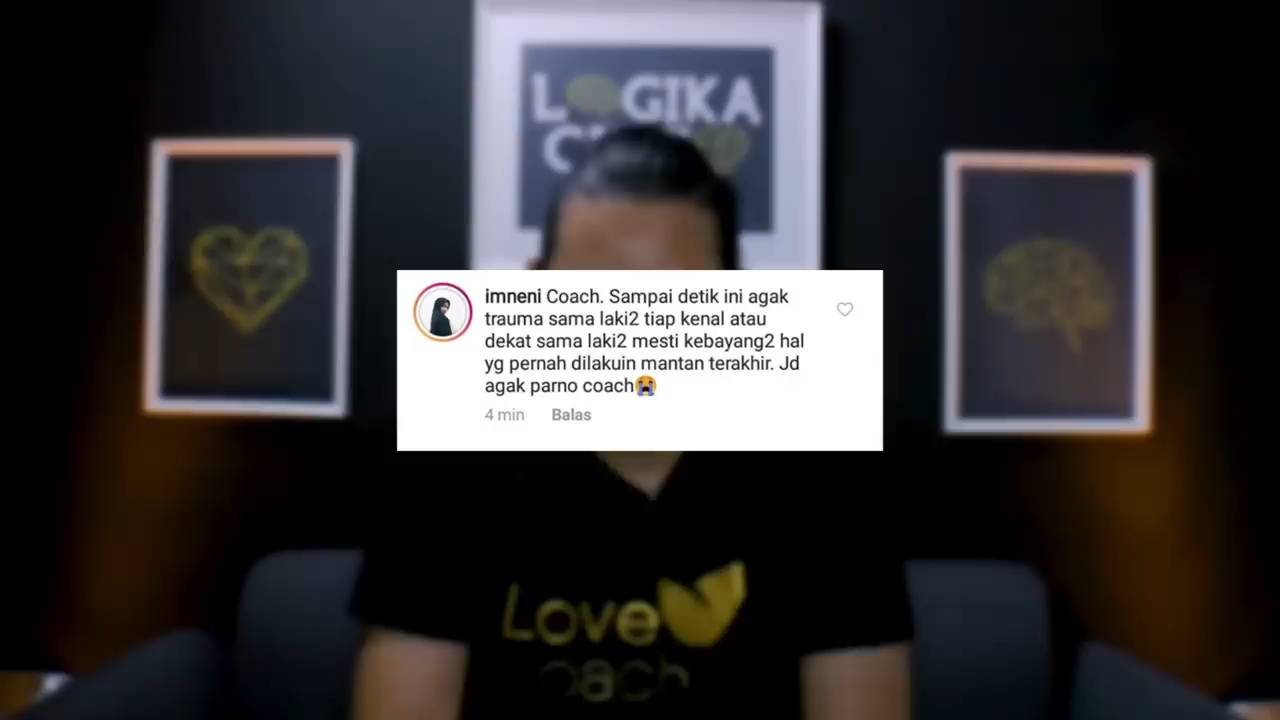 LOGIKA
imneni Coach. Sampai detik ini agak
trauma sama laki2 tiap kenal atau
dekat sama laki2 mesti kebayang2 hal
yg pernah dilakuin mantan terakhir. Jd
agak parno coach😭
4 min Balas
Love